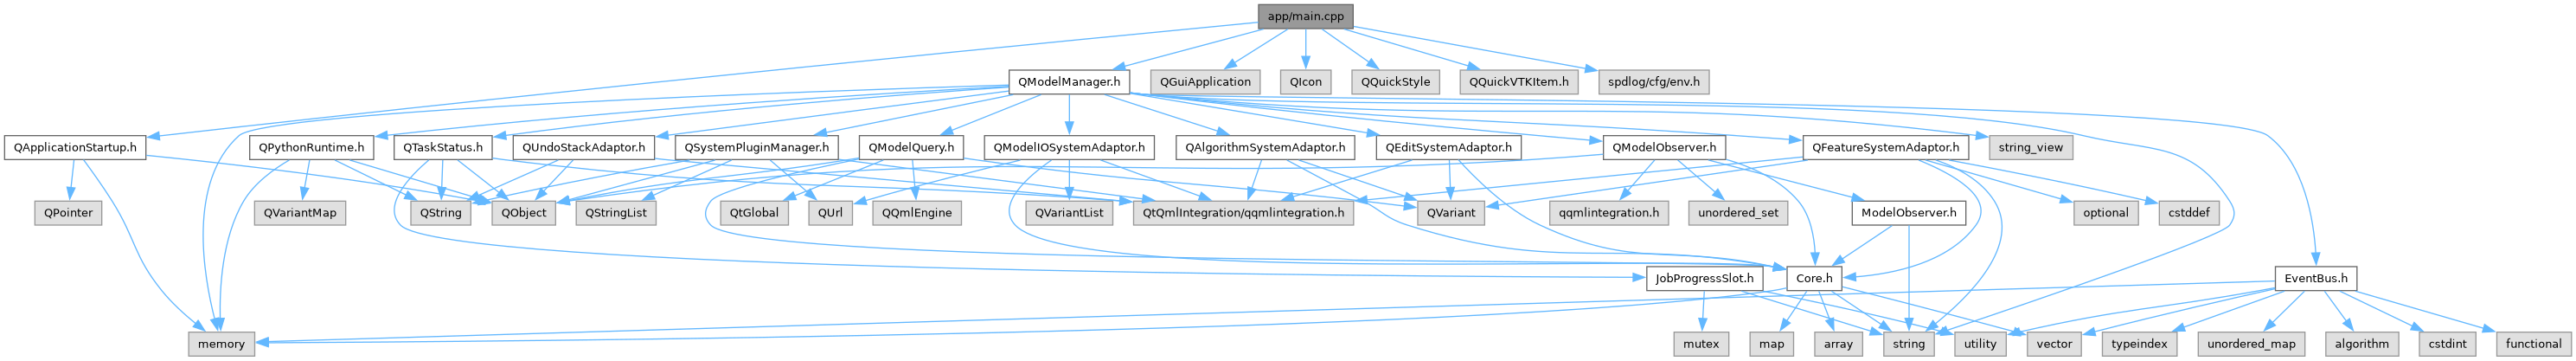 app/main.cpp
QModelManager.h
QGuiApplication
QIcon
QQuickStyle
QQuickVTKItem.h
spdlog/cfg/env.h
QApplicationStartup.h
QPythonRuntime.h
QTaskStatus.h
QUndoStackAdaptor.h
QSystemPluginManager.h
QModelQuery.h
QModelIOSystemAdaptor.h
QAlgorithmSystemAdaptor.h
QEditSystemAdaptor.h
QModelObserver.h
QFeatureSystemAdaptor.h
string_view
QPointer
QVariantMap
QString
QObject
QStringList
QtGlobal
QUrl
QQmlEngine
QVariantList
QtQmlIntegration/qqmlintegration.h
QVariant
qqmlintegration.h
unordered_set
ModelObserver.h
optional
cstddef
JobProgressSlot.h
Core.h
EventBus.h
memory
mutex
map
array
string
utility
vector
typeindex
unordered_map
algorithm
cstdint
functional